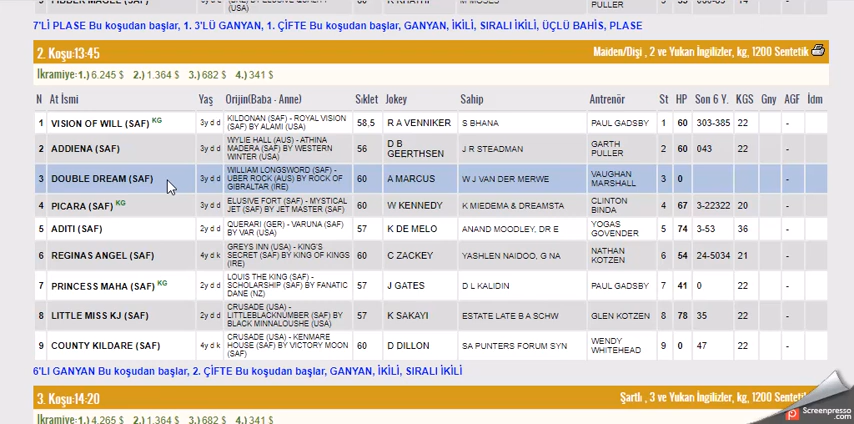 PULLER
(USA)
7'Lİ PLASE Bu koşudan başlar, 1. 3'LÜ GANYAN, 1. ÇİFTE Bu koşudan başlar, GANYAN, İKİLİ, SIRALI İKİLİ, ÜÇLÜ BAHİS, PLASE
2. Koşu:13:45 Maiden/Dişi , 2 ve Yukarı İngilizler, kg, 1200 Sentetik
İkramiye:1.) 6.245 $ 2.) 1.364 $ 3.) 682 $ 4.) 341 $
N At İsmi Yaş Orijin(Baba - Anne) Sıklet Jokey Sahip Antrenör St HP Son 6 Y. KGS Gny AGF İdm
1 VISION OF WILL (SAF) KG 3y d d KILDONAN (SAF) - ROYAL VISION (SAF) BY ALAMI (USA) 58,5 R A VENNIKER S BHANA PAUL GADSBY 1 60 303-385 22 -
2 ADDIENA (SAF) 3y d d WYLIE HALL (AUS) - ATHINA MADERA (SAF) BY WESTERN WINTER (USA) 56 D B GEERTHSEN J R STEADMAN GARTH PULLER 2 60 043 22 -
3 DOUBLE DREAM (SAF) 3y d d WILLIAM LONGSWORD (SAF) - UBER ROCK (AUS) BY ROCK OF GIBRALTAR (IRE) 60 A MARCUS W J VAN DER MERWE VAUGHAN MARSHALL 3 0 -
4 PICARA (SAF) KG 3y d d ELUSIVE FORT (SAF) - MYSTICAL JET (SAF) BY JET MASTER (SAF) 60 W KENNEDY K MIEDEMA & DREAMSTA CLINTON BINDA 4 67 3-22322 20 -
5 ADITI (SAF) 2y d d QUERARI (GER) - VARUNA (SAF) BY VAR (USA) 57 K DE MELO ANAND MOODLEY, DR E YOGAS GOVENDER 5 74 3-53 36 -
6 REGINAS ANGEL (SAF) 4y d k GREYS INN (USA) - KING'S SECRET (SAF) BY KING OF KINGS (IRE) 60 C ZACKEY YASHLEN NAIDOO, G NA NATHAN KOTZEN 6 54 24-5034 21 -
7 PRINCESS MAHA (SAF) KG 2y d d LOUIS THE KING (SAF) - SCHOLARSHIP (SAF) BY FANATIC DANE (NZ) 57 J GATES D L KALIDIN PAUL GADSBY 7 41 0 22 -
8 LITTLE MISS KJ (SAF) 2y d d CRUSADE (USA) - LITTLEBLACKNUMBER (SAF) BY BLACK MINNALOUSHE (USA) 57 K SAKAYI ESTATE LATE B A SCHW GLEN KOTZEN 8 78 35 22 -
9 COUNTY KILDARE (SAF) 4y d k CRUSADE (USA) - KENMARE HOUSE (SAF) BY VICTORY MOON (SAF) 60 D DILLON SA PUNTERS FORUM SYN WENDY WHITEHEAD 9 0 47 22 -
6'LI GANYAN Bu koşudan başlar, 2. ÇİFTE Bu koşudan başlar, GANYAN, İKİLİ, SIRALI İKİLİ
3. Koşu:14:20 Şartlı , 3 ve Yukarı İngilizler, kg, 1200 Sentetik
İkramiye:1.) 4.265 $ 2.) 1.364 $ 3.) 682 $ 4.) 341 $
Screenpresso.com